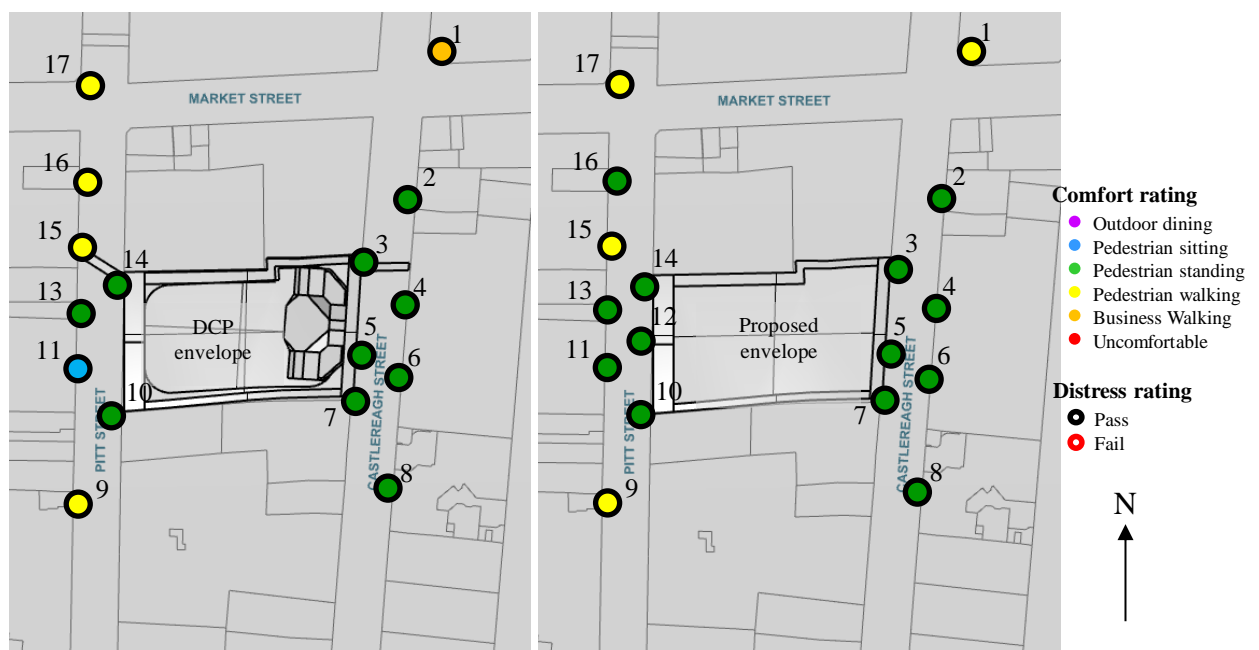 1
17
MARKET STREET
16
2
15
14
3
13
4
DCP
envelope
5
11
6
10
7
PITT STREET
CASTLEREAGH STREET
8
9
1
17
MARKET STREET
16
2
15
14
3
13
4
12
Proposed
envelope
5
11
6
10
7
PITT STREET
CASTLEREAGH STREET
8
9
Comfort rating
Outdoor dining
Pedestrian sitting
Pedestrian standing
Pedestrian walking
Business Walking
Uncomfortable
Distress rating
Pass
Fail
N